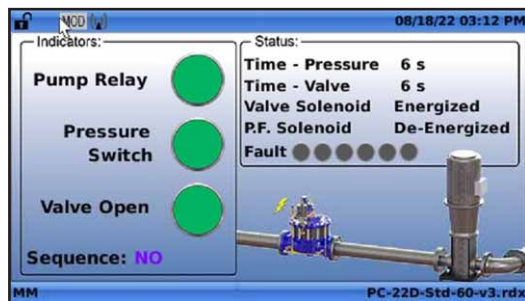 MOD 08/18/22 03:12 PM
Indicators:
Pump Relay
Pressure
Switch
Valve Open
Sequence: NO
Status:
Time - Pressure 6 s
Time - Valve 6 s
Valve Solenoid Energized
P.F. Solenoid De-Energized
Fault
MM PC-22D-Std-60-v3.rdx